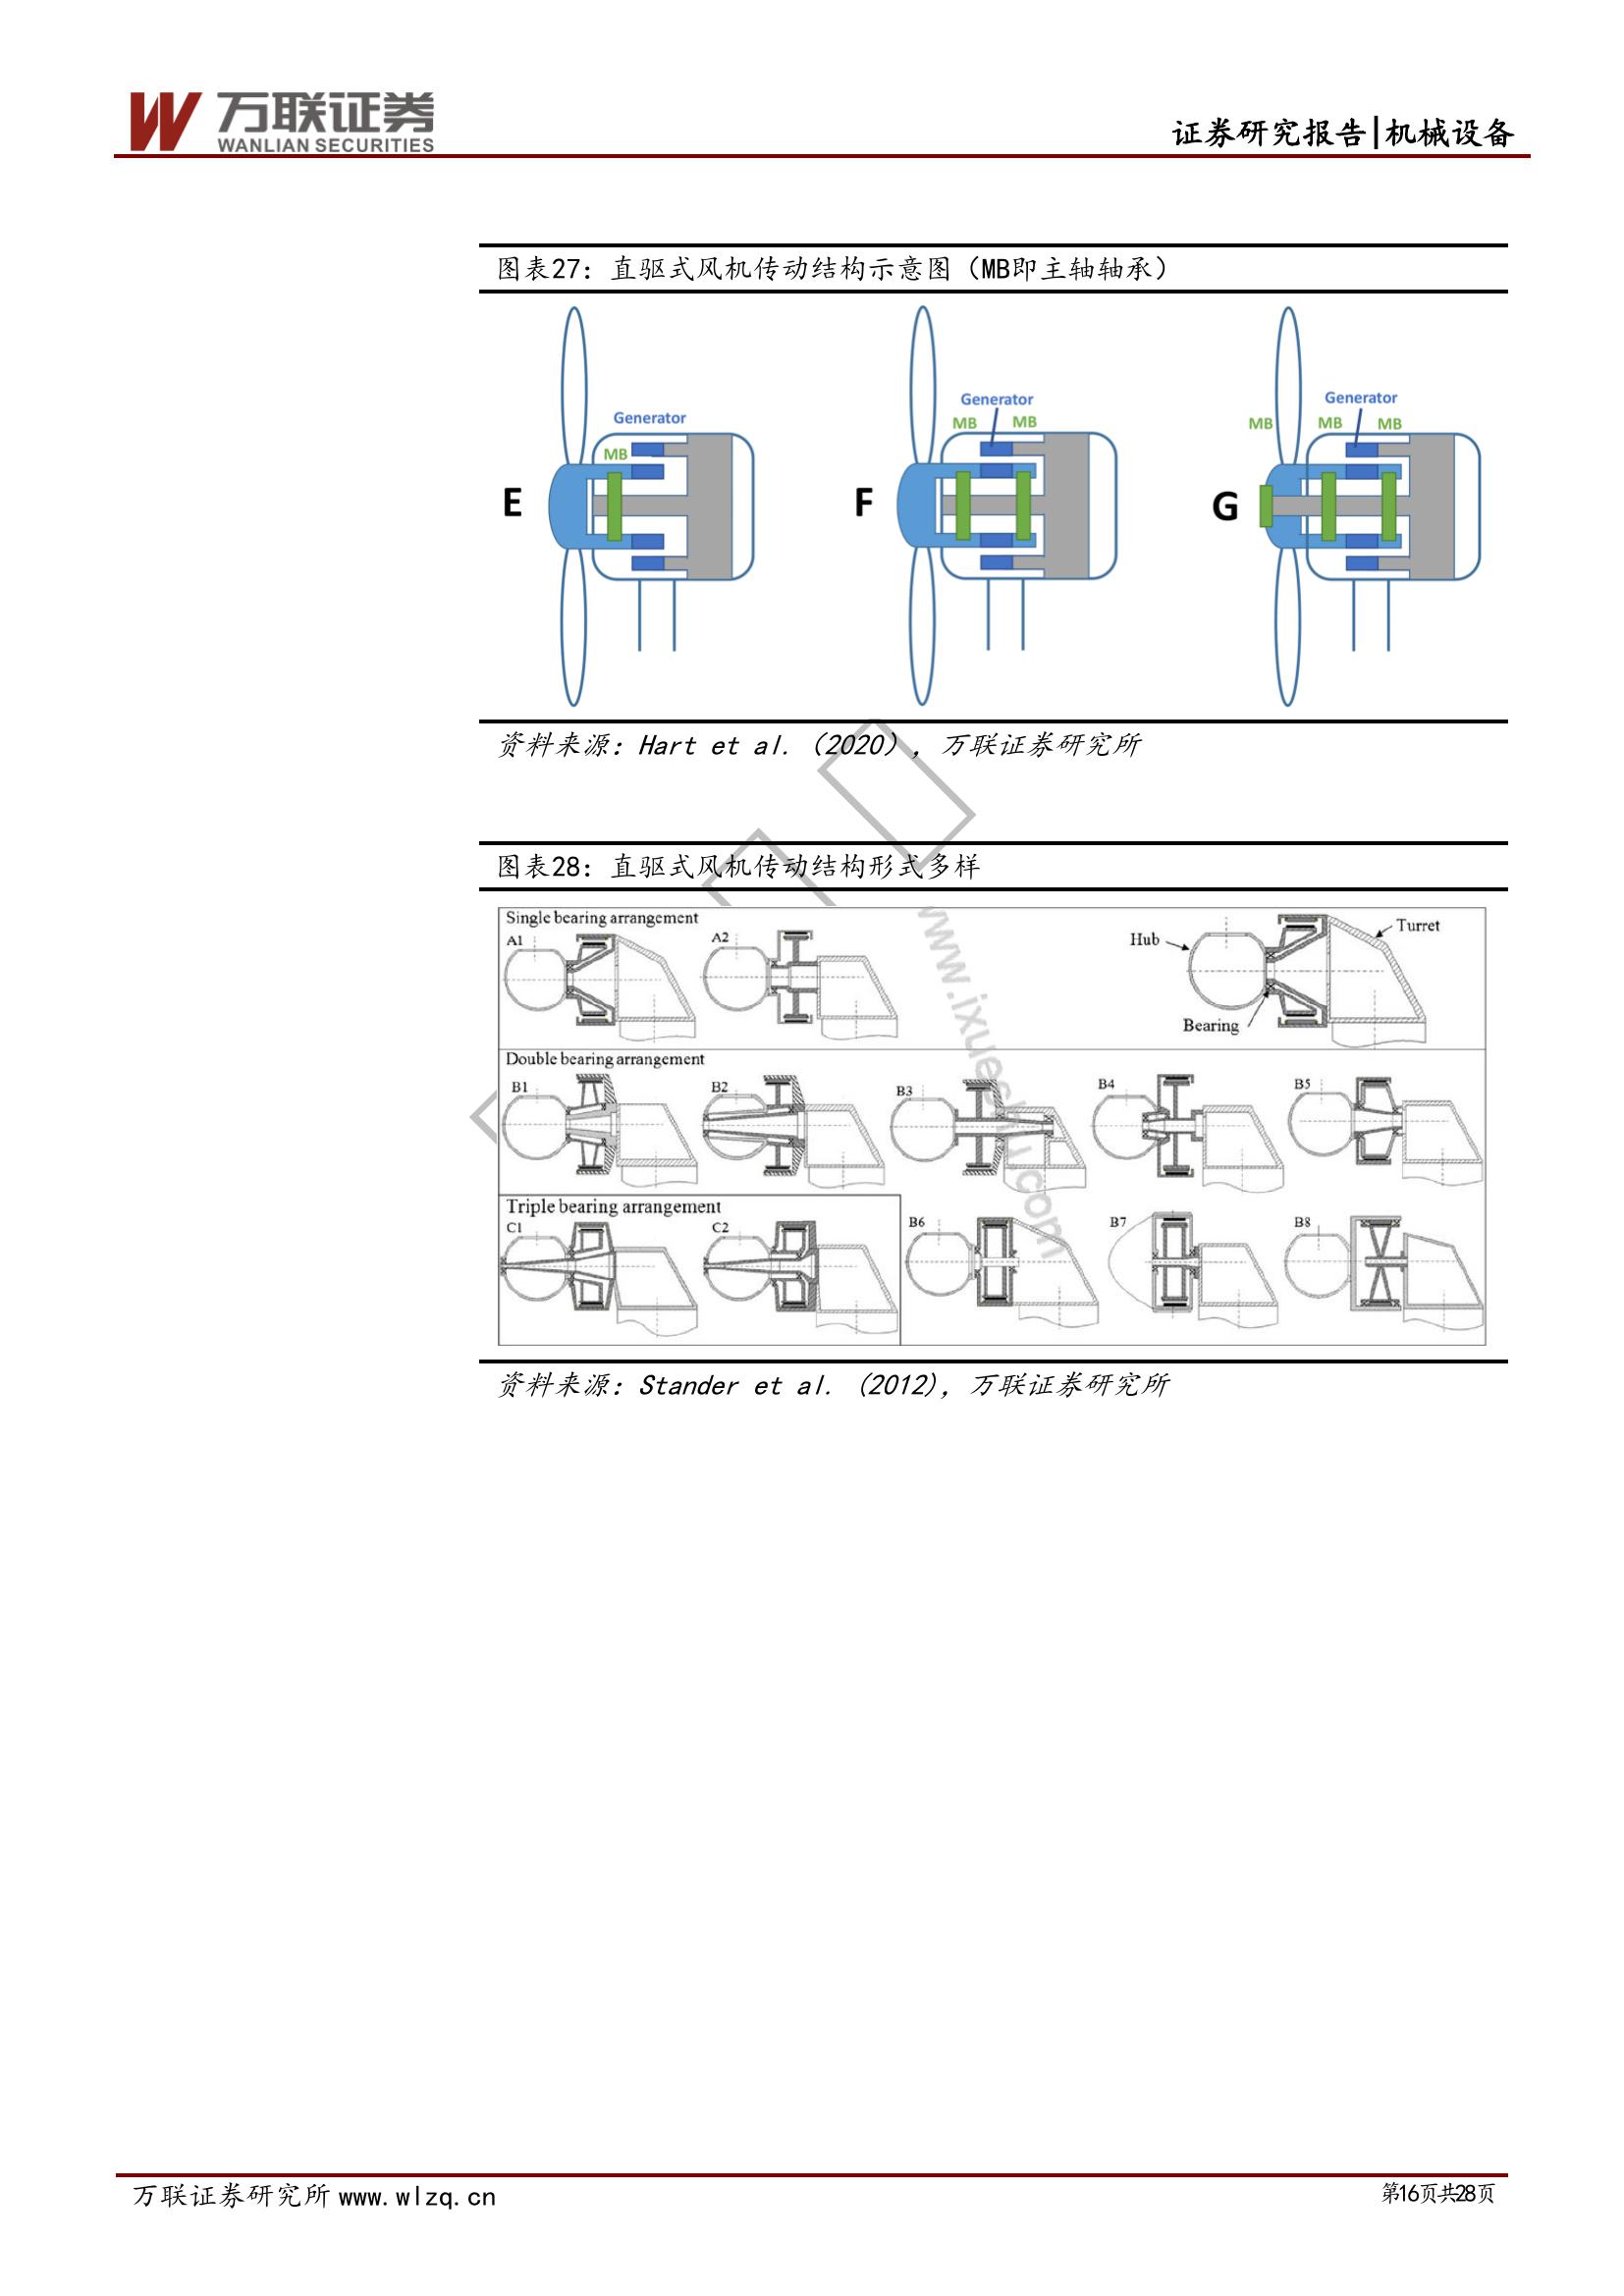 万联证券
WANLIAN SECURITIES
证券研究报告|机械设备
图表27：直驱式风机传动结构示意图（MB即主轴轴承）
Generator
MB
E
Generator
MB MB
F
Generator
MB MB MB
G
资料来源：Hart et al.（2020），万联证券研究所
图表28：直驱式风机传动结构形式多样
Single bearing arrangement
A1
A2
Hub
Turret
Bearing
Double bearing arrangement
B1
B2
B3
B4
B5
Triple bearing arrangement
C1
C2
B6
B7
B8
www.ixueshu.com
资料来源：Stander et al. (2012)，万联证券研究所
万联证券研究所 www.wlzq.cn
第16页共28页